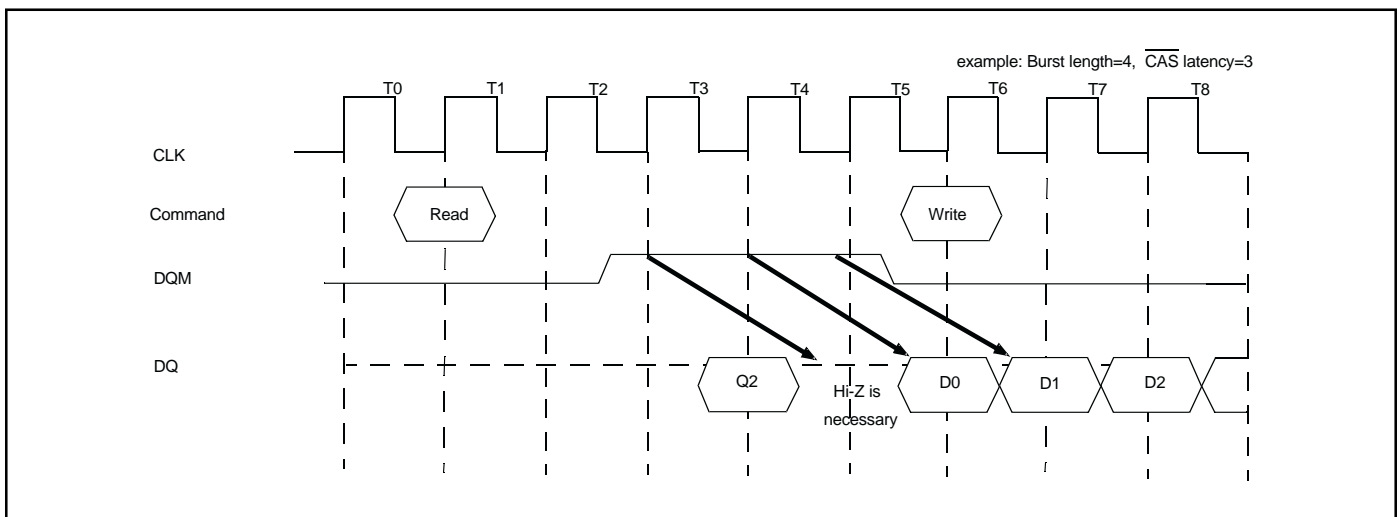 example: Burst length=4, CAS latency=3
T0 T1 T2 T3 T4 T5 T6 T7 T8
CLK
Command
Read
Write
DQM
DQ
Q2
Hi-Z is
necessary
D0
D1
D2